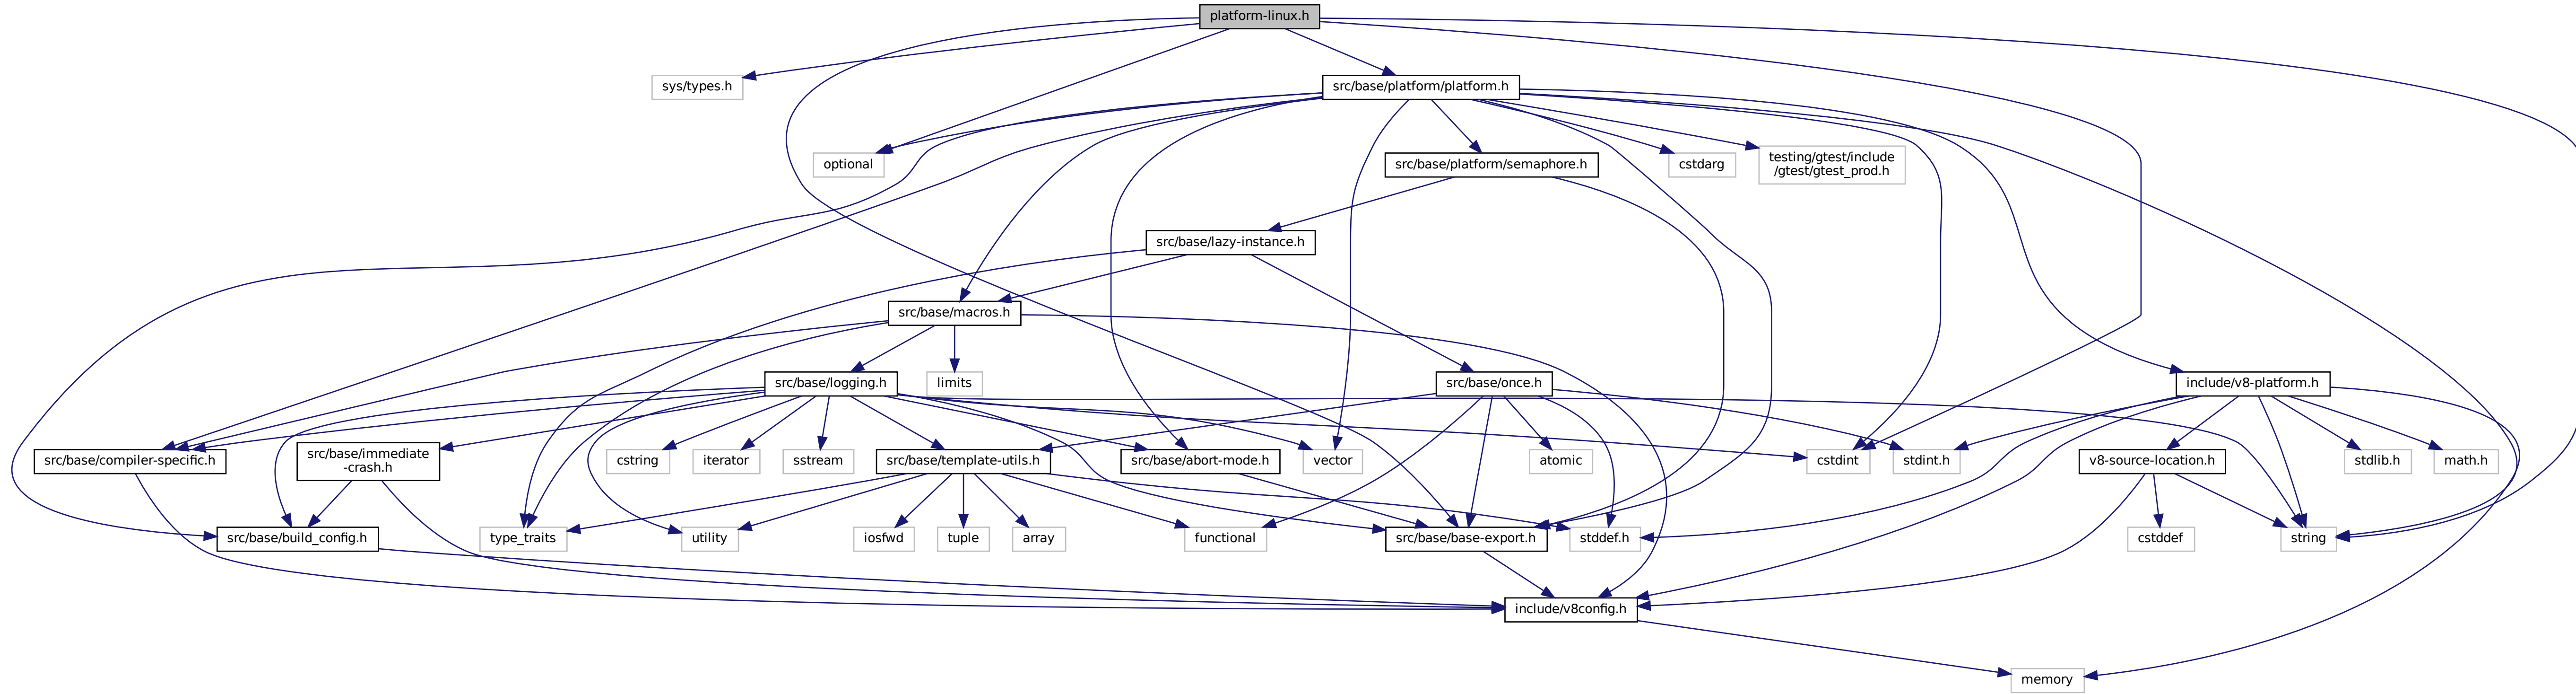 platform-linux.h
sys/types.h
src/base/platform/platform.h
optional
src/base/platform/semaphore.h
cstdarg
testing/gtest/include
/gtest/gtest_prod.h
src/base/lazy-instance.h
src/base/macros.h
src/base/logging.h
limits
src/base/once.h
include/v8-platform.h
src/base/compiler-specific.h
src/base/immediate
-crash.h
cstring
iterator
sstream
src/base/template-utils.h
src/base/abort-mode.h
vector
atomic
cstdint
stdint.h
v8-source-location.h
stdlib.h
math.h
src/base/build_config.h
type_traits
utility
iosfwd
tuple
array
functional
src/base/base-export.h
stddef.h
cstddef
string
include/v8config.h
memory